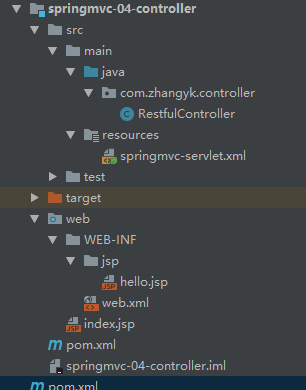 springmvc-04-controller
src
main
java
com.zhangyk.controller
RestfulController
resources
springmvc-servlet.xml
test
target
web
WEB-INF
jsp
hello.jsp
web.xml
index.jsp
pom.xml
springmvc-04-controller.iml
pom.xml